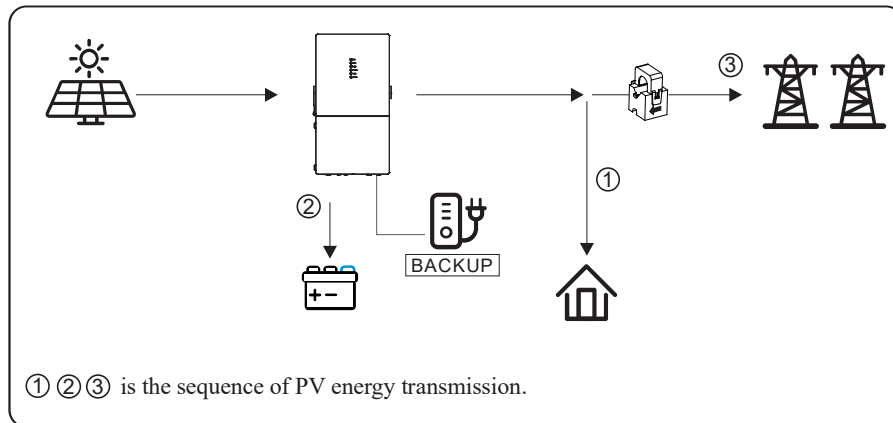 ③
①
②
BACKUP
+ -
① ② ③ is the sequence of PV energy transmission.